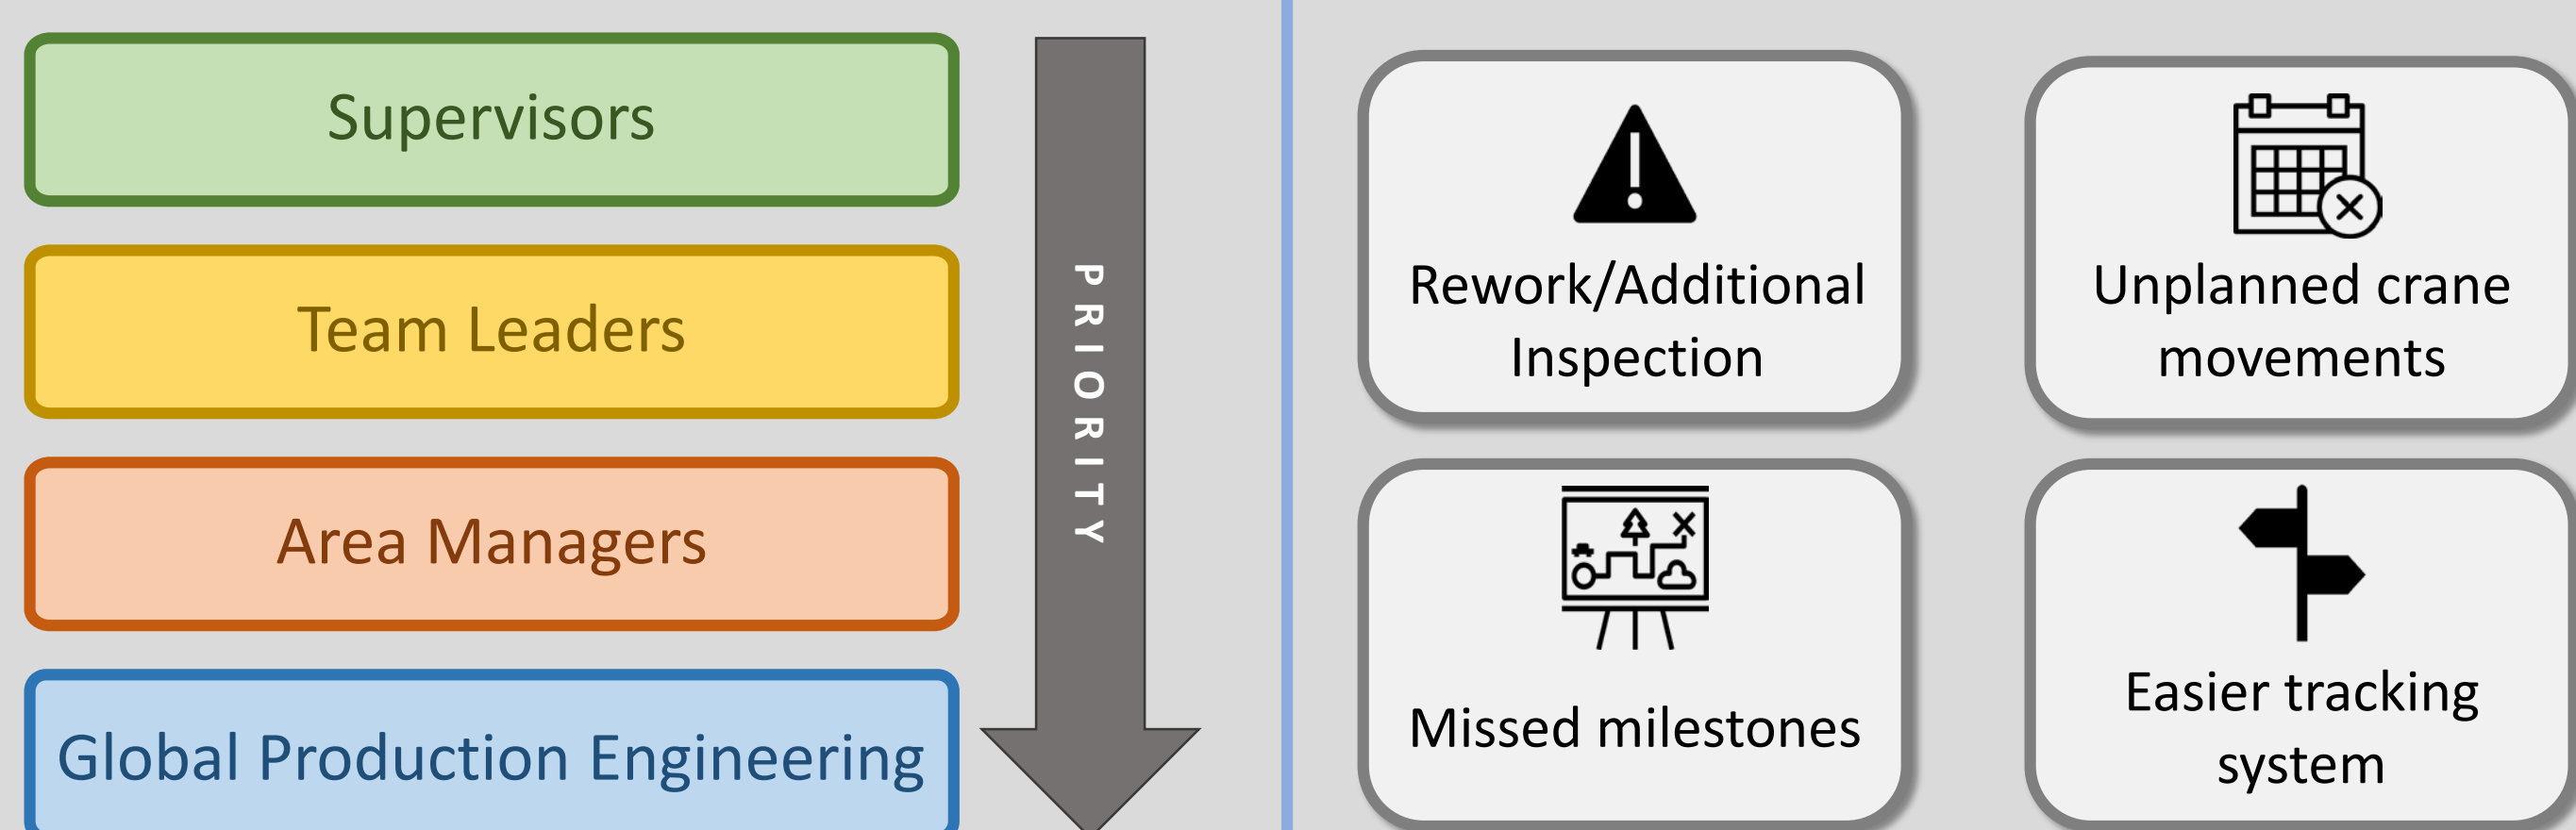 Supervisors
Team Leaders
Area Managers
Global Production Engineering
PRIORITY
Rework/Additional
Inspection
Unplanned crane
movements
Missed milestones
Easier tracking
system